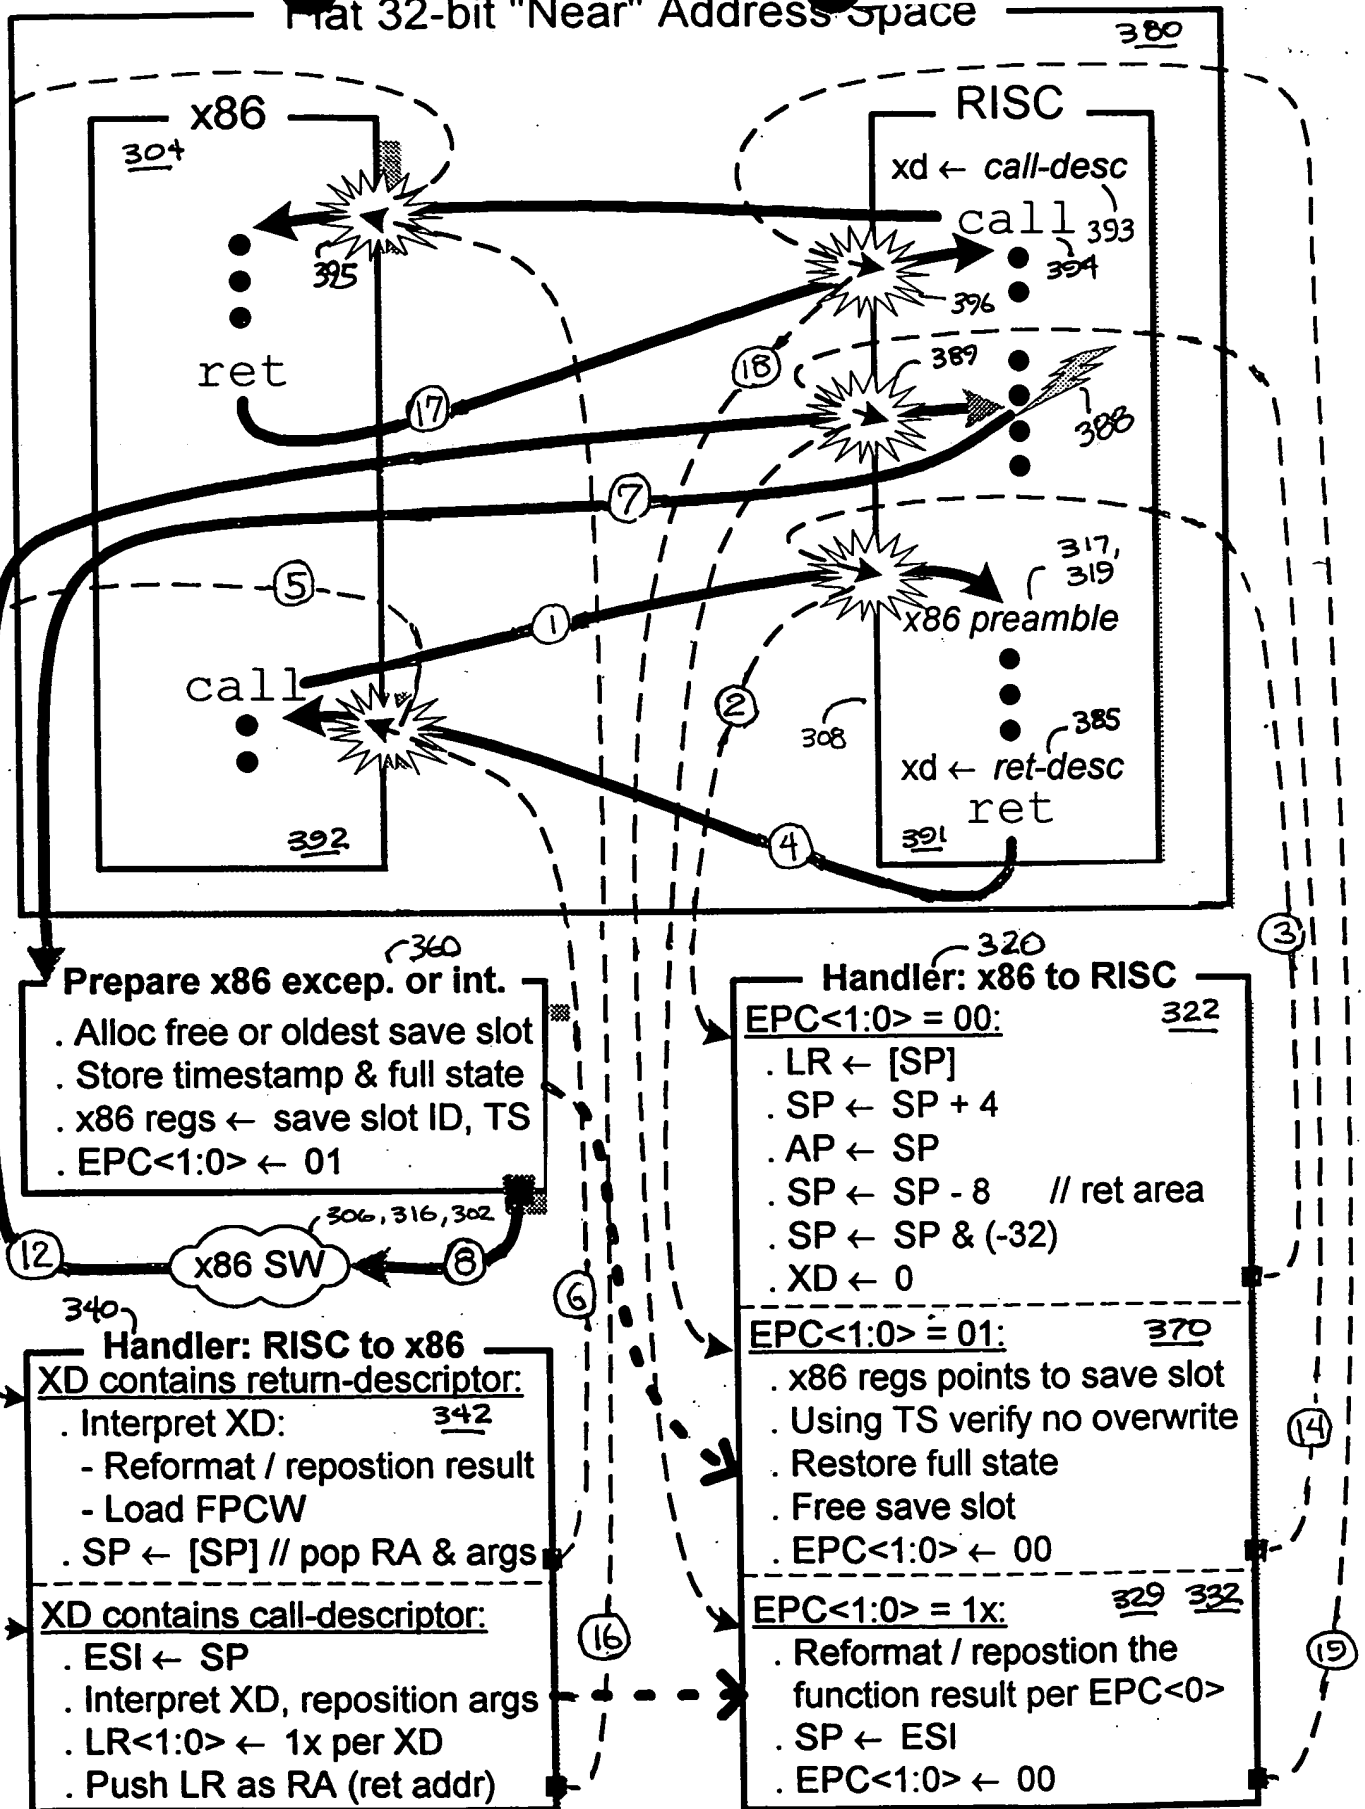 Flat 32-bit "Near" Address Space
380
x86
304
395
ret
17
7
5
1
call
392
RISC
xd ← call-desc
call 393
394
396
18
389
388
317,
319
x86 preamble
2
308
385
xd ← ret-desc
ret
391
4
3
360
Prepare x86 excep. or int.
. Alloc free or oldest save slot
. Store timestamp & full state
. x86 regs ← save slot ID, TS
. EPC<1:0> ← 01
306, 316, 302
12
x86 SW
8
6
340
Handler: RISC to x86
XD contains return-descriptor:
. Interpret XD:
342
- Reformat / repostion result
- Load FPCW
. SP ← [SP] // pop RA & args
XD contains call-descriptor:
. ESI ← SP
. Interpret XD, reposition args
. LR<1:0> ← 1x per XD
. Push LR as RA (ret addr)
16
320
Handler: x86 to RISC
EPC<1:0> = 00:
322
. LR ← [SP]
. SP ← SP + 4
. AP ← SP
. SP ← SP - 8 // ret area
. SP ← SP & (-32)
. XD ← 0
EPC<1:0> = 01:
370
. x86 regs points to save slot
. Using TS verify no overwrite
. Restore full state
. Free save slot
. EPC<1:0> ← 00
14
EPC<1:0> = 1x:
329 332
. Reformat / repostion the
function result per EPC<0>
. SP ← ESI
. EPC<1:0> ← 00